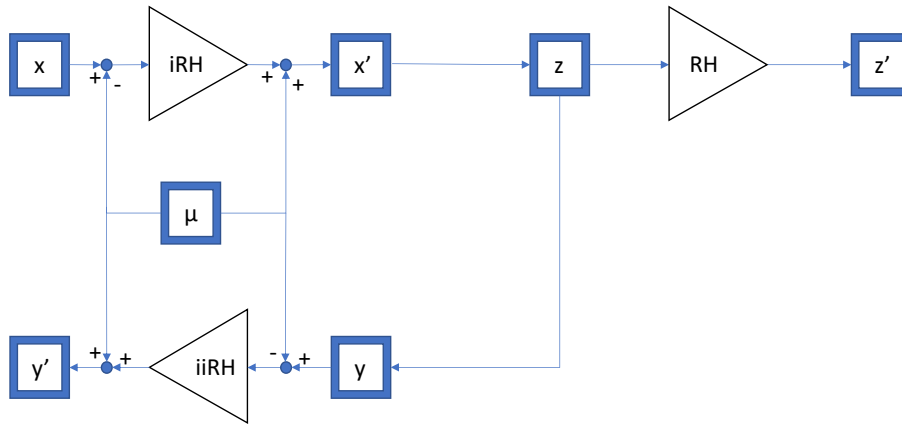 x
+
-
iRH
+
+
x’
z
RH
z’
μ
y’
+
+
iiRH
-
+
y